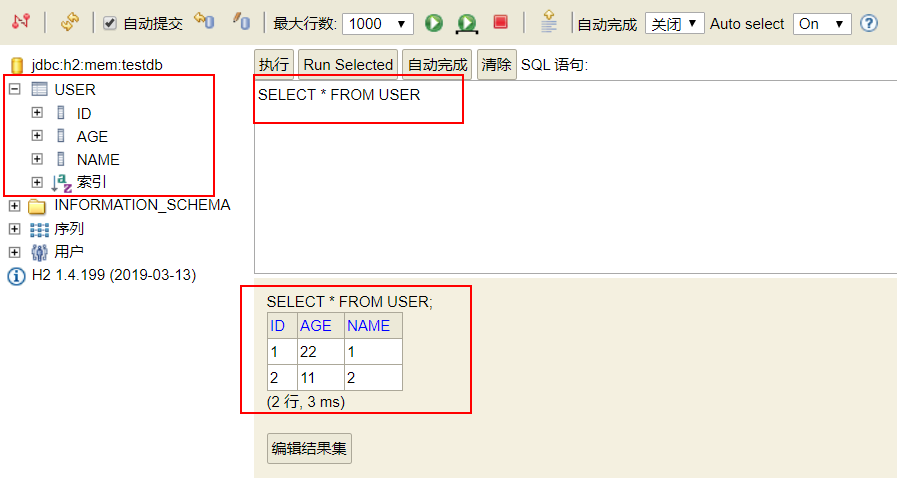 自动提交 最大行数: 1000 自动完成 关闭 Auto select On
jdbc:h2:mem:testdb
USER
ID
AGE
NAME
索引
INFORMATION_SCHEMA
序列
用户
H2 1.4.199 (2019-03-13)
执行 Run Selected 自动完成 清除 SQL 语句:
SELECT * FROM USER
SELECT * FROM USER;
ID AGE NAME
1 22 1
2 11 2
(2 行, 3 ms)
编辑结果集